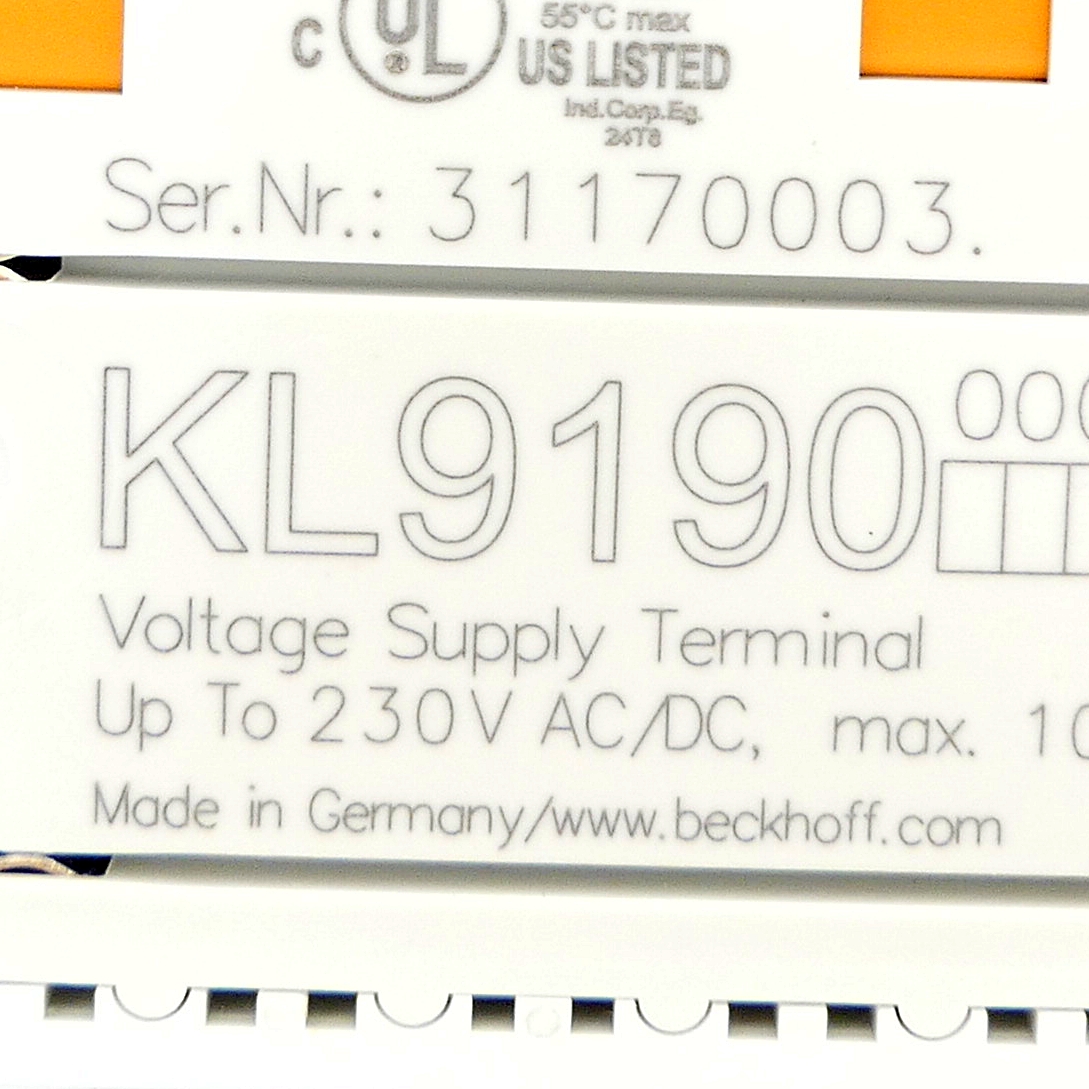 55°C max
C UL ® US LISTED
Ind.Corp.Eg.
24T8
Ser.Nr.: 31170003.
KL9190 000
Voltage Supply Terminal
Up To 230V AC/DC, max. 10
Made in Germany/www.beckhoff.com